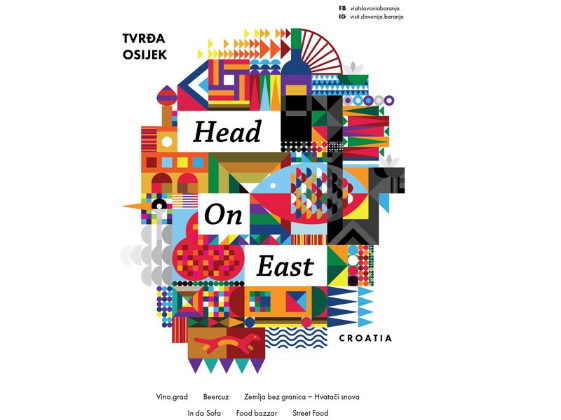 FB visitslavoniabaranja
IG visit.slavonija.baranja
TVRĐA
OSIJEK
Head
On
East
CROATIA
Vino.grad Beercuz Zemlja bez granica – Hvatači snova
In da Sofa Food bazzar Street Food